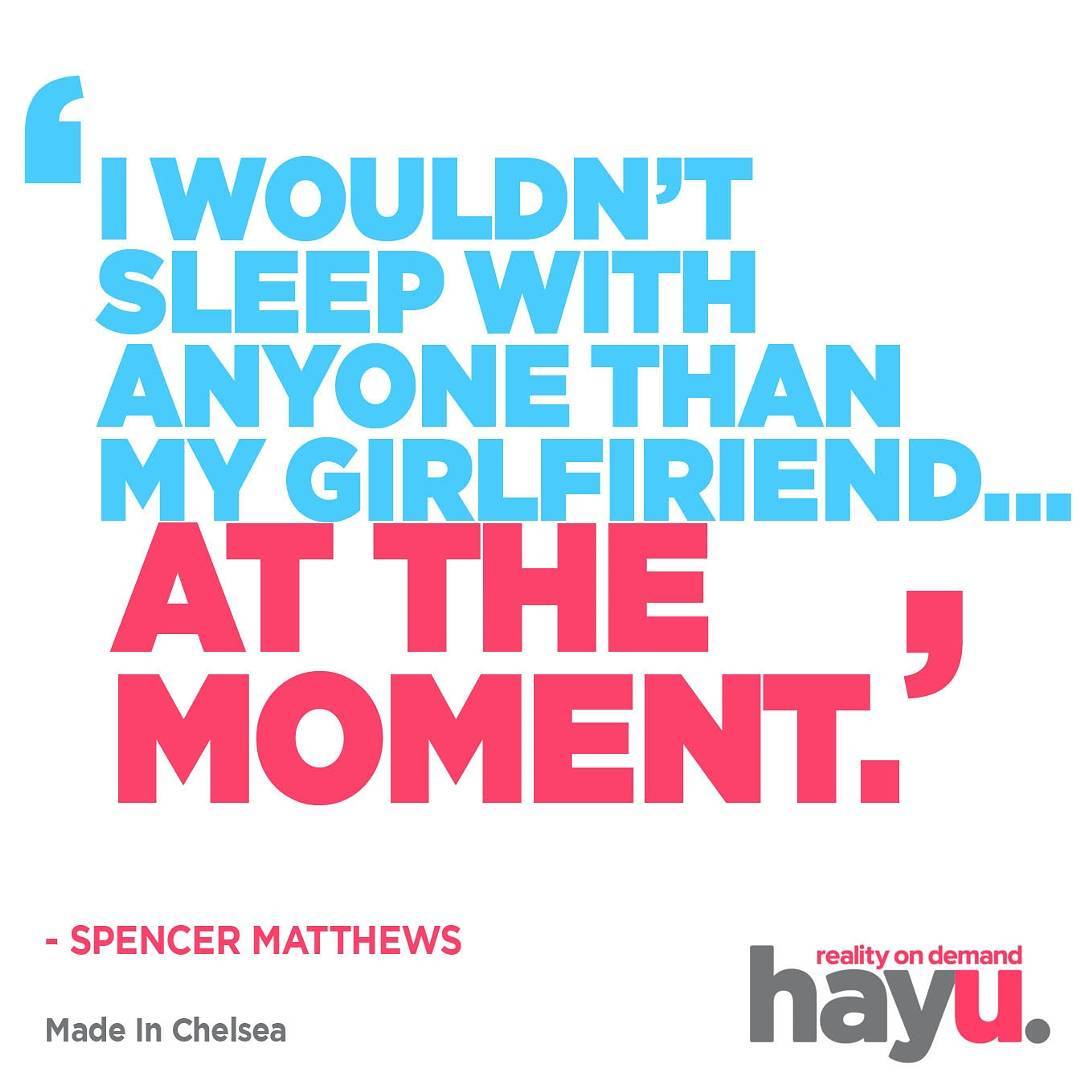 ‘I WOULDN’T
SLEEP WITH
ANYONE THAN
MY GIRLFIRIEND...
AT THE
MOMENT.’
- SPENCER MATTHEWS
Made In Chelsea
reality on demand
hayu.